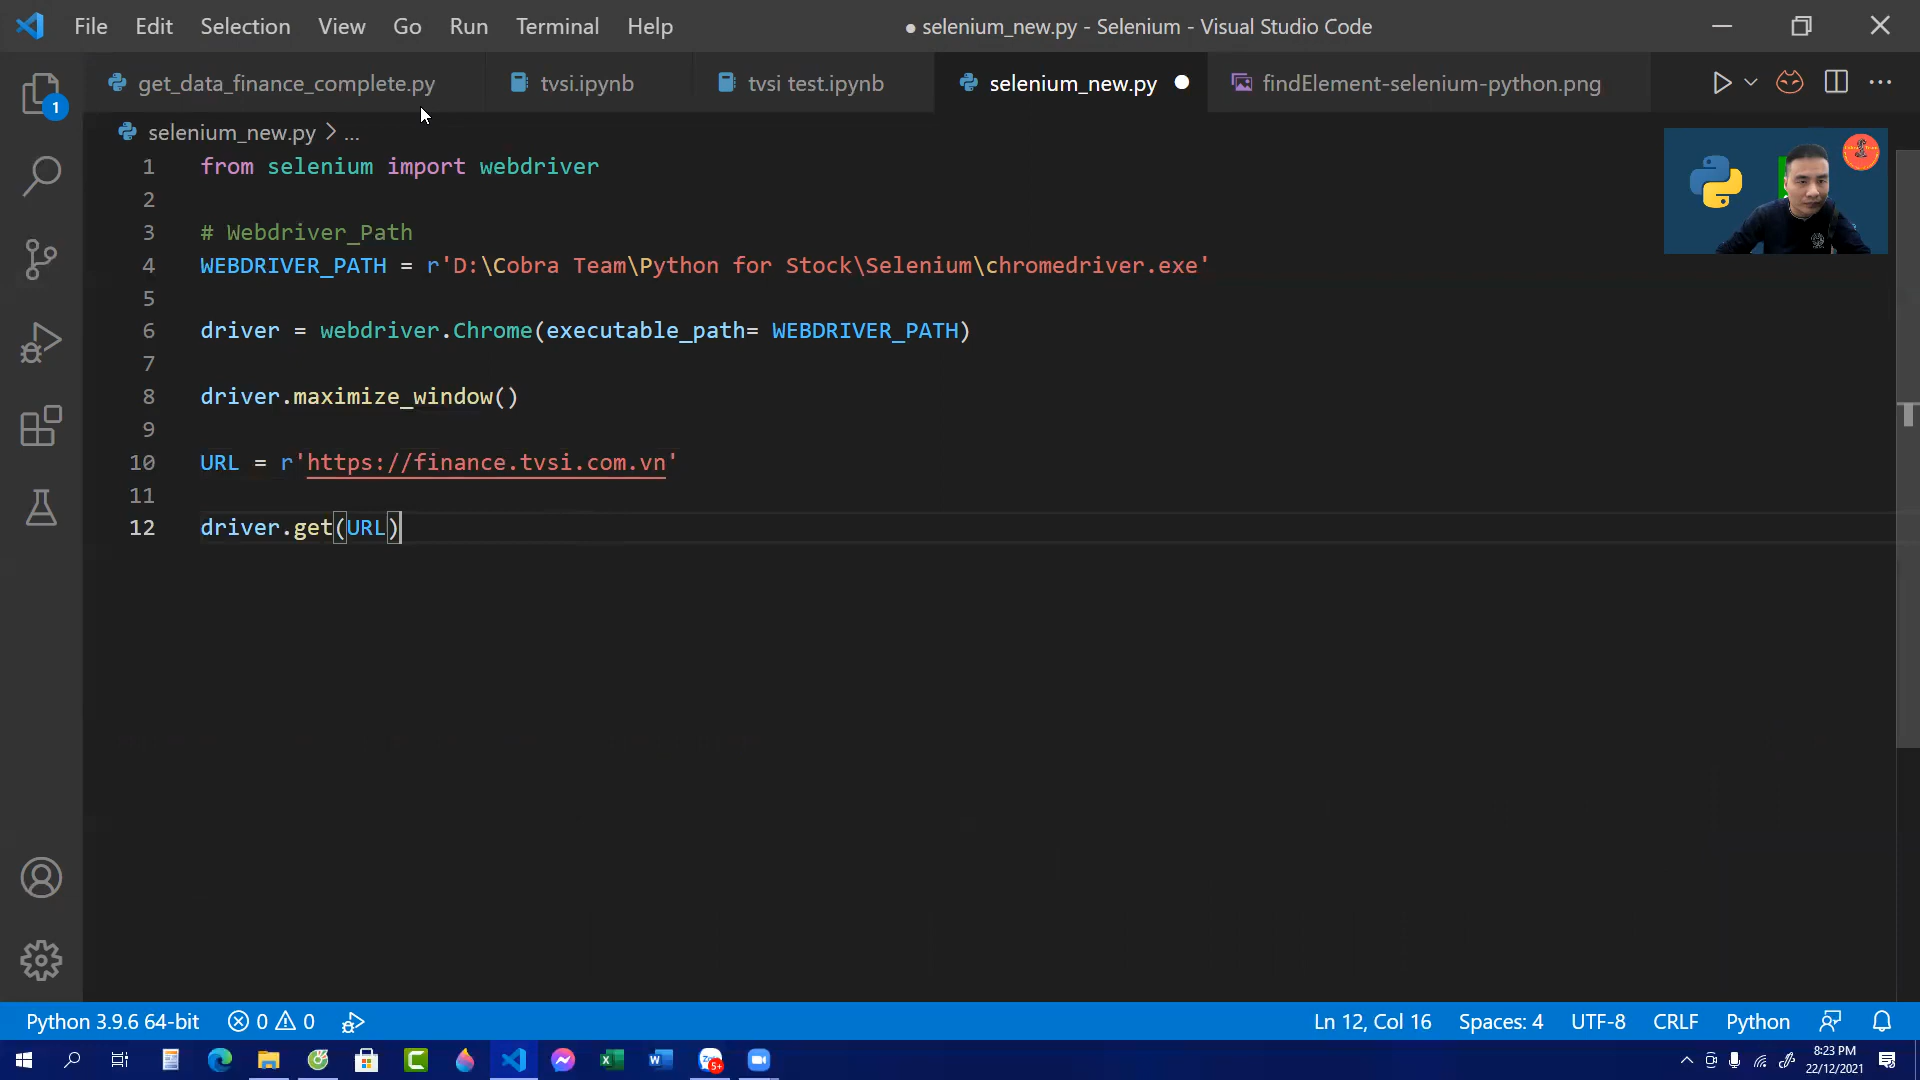 File Edit Selection View Go Run Terminal Help
● selenium_new.py - Selenium - Visual Studio Code
get_data_finance_complete.py
tvsi.ipynb
tvsi test.ipynb
selenium_new.py
findElement-selenium-python.png
1
selenium_new.py > ...
1 from selenium import webdriver
2
3 # Webdriver_Path
4 WEBDRIVER_PATH = r'D:\Cobra Team\Python for Stock\Selenium\chromedriver.exe'
5
6 driver = webdriver.Chrome(executable_path= WEBDRIVER_PATH)
7
8 driver.maximize_window()
9
10 URL = r'https://finance.tvsi.com.vn'
11
12 driver.get(URL)
Python 3.9.6 64-bit 0 0 Ln 12, Col 16 Spaces: 4 UTF-8 CRLF Python
8:23 PM
22/12/2021